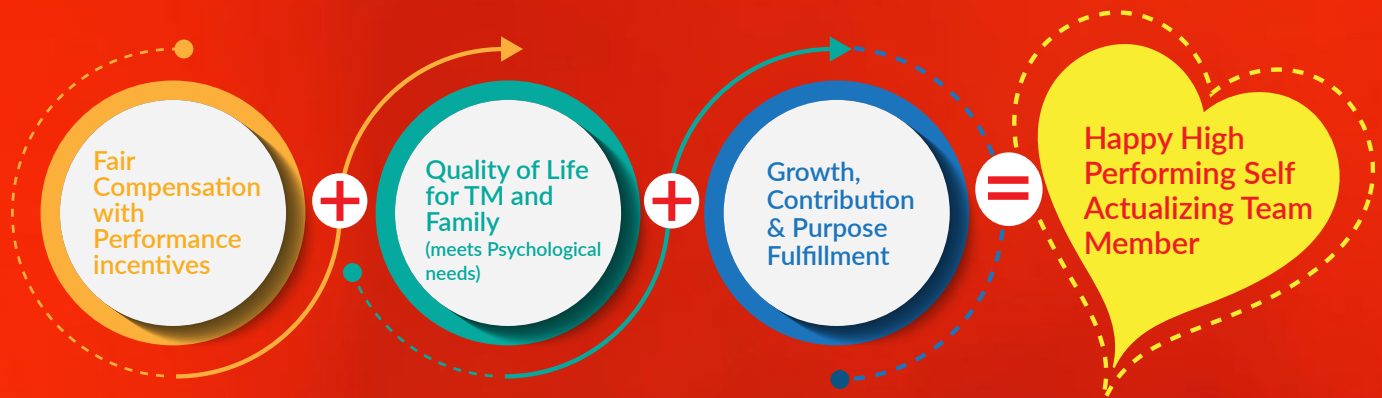 Fair
Compensation
with
Performance
incentives
+
Quality of Life
for TM and
Family
(meets Psychological
needs)
+
Growth,
Contribution
& Purpose
Fulfillment
=
Happy High
Performing Self
Actualizing Team
Member